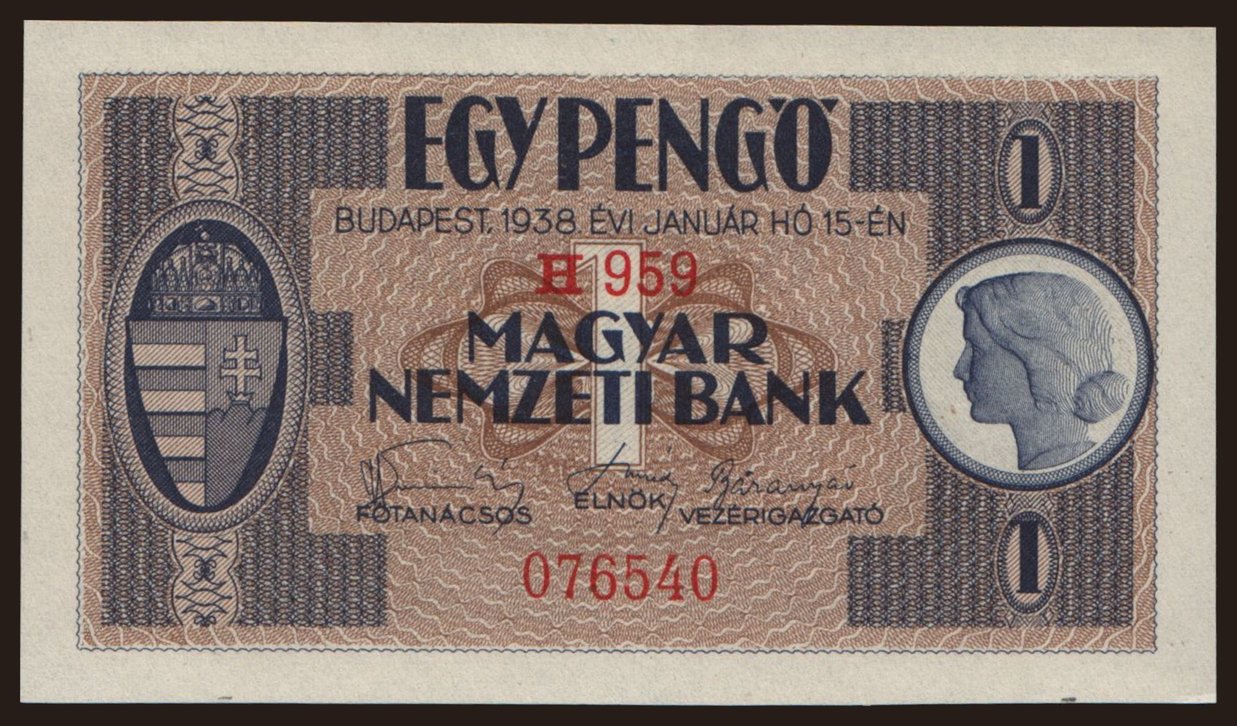 EGY PENGŐ
1
BUDAPEST, 1938. ÉVI JANUÁR HÓ 15-ÉN
H 959
1
MAGYAR
NEMZETI BANK
FŐTANÁCSOS ELNÖK VEZÉRIGAZGATÓ
076540
1